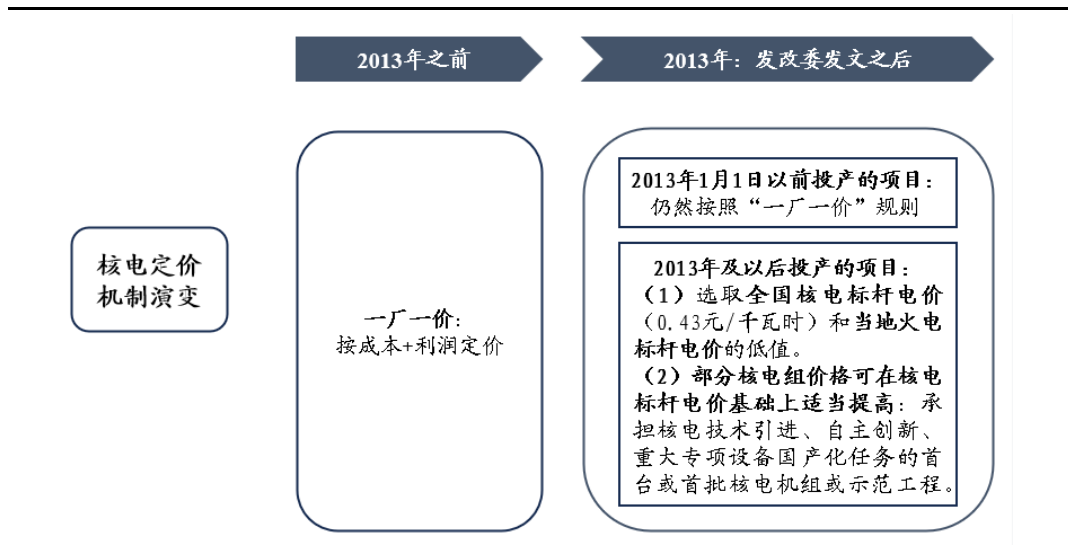 2013年之前
2013年：发改委发文之后
核电定价
机制演变
一厂一价：
按成本+利润定价
2013年1月1日以前投产的项目：
仍然按照“一厂一价”规则
2013年及以后投产的项目：
（1）选取全国核电标杆电价
（0.43元/千瓦时）和当地火电
标杆电价的低值。
（2）部分核电组价格可在核电
标杆电价基础上适当提高：承
担核电技术引进、自主创新、
重大专项设备国产化任务的首
台或首批核电机组或示范工程。